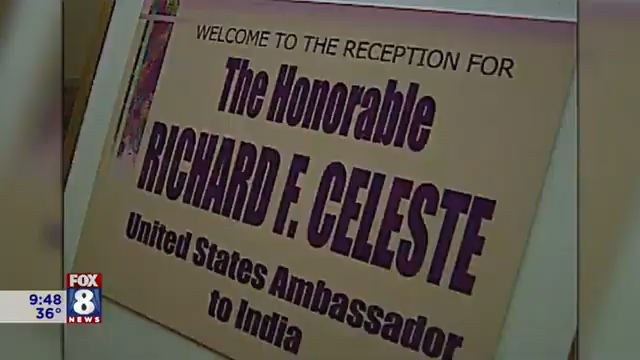 WELCOME TO THE RECEPTION FOR
The Honorable
RICHARD F. CELESTE
United States Ambassador
to India
9:48
36°
FOX
8
NEWS